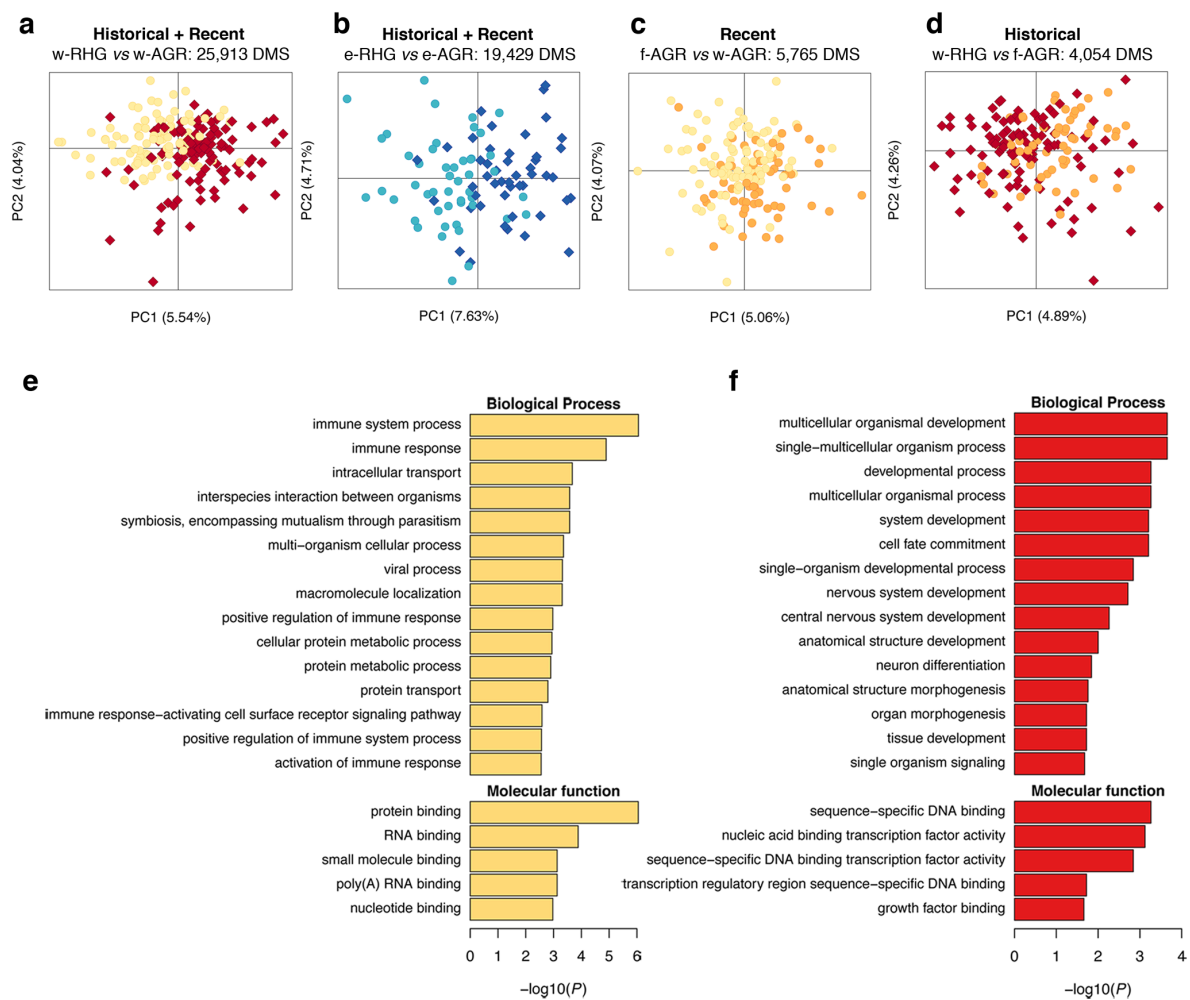 a
Historical + Recent
w-RHG vs w-AGR: 25,913 DMS
PC2 (4.04%)
PC1 (5.54%)
b
Historical + Recent
e-RHG vs e-AGR: 19,429 DMS
PC2 (4.71%)
PC1 (7.63%)
c
Recent
f-AGR vs w-AGR: 5,765 DMS
PC2 (4.07%)
PC1 (5.06%)
d
Historical
w-RHG vs f-AGR: 4,054 DMS
PC2 (4.26%)
PC1 (4.89%)
e
Biological Process
immune system process
immune response
intracellular transport
interspecies interaction between organisms
symbiosis, encompassing mutualism through parasitism
multi−organism cellular process
viral process
macromolecule localization
positive regulation of immune response
cellular protein metabolic process
protein metabolic process
protein transport
immune response−activating cell surface receptor signaling pathway
positive regulation of immune system process
activation of immune response
Molecular function
protein binding
RNA binding
small molecule binding
poly(A) RNA binding
nucleotide binding
0 1 2 3 4 5 6
−log10(P)
f
Biological Process
multicellular organismal development
single−multicellular organism process
developmental process
multicellular organismal process
system development
cell fate commitment
single−organism developmental process
nervous system development
central nervous system development
anatomical structure development
neuron differentiation
anatomical structure morphogenesis
organ morphogenesis
tissue development
single organism signaling
Molecular function
sequence−specific DNA binding
nucleic acid binding transcription factor activity
sequence−specific DNA binding transcription factor activity
transcription regulatory region sequence−specific DNA binding
growth factor binding
0 1 2 3 4
−log10(P)